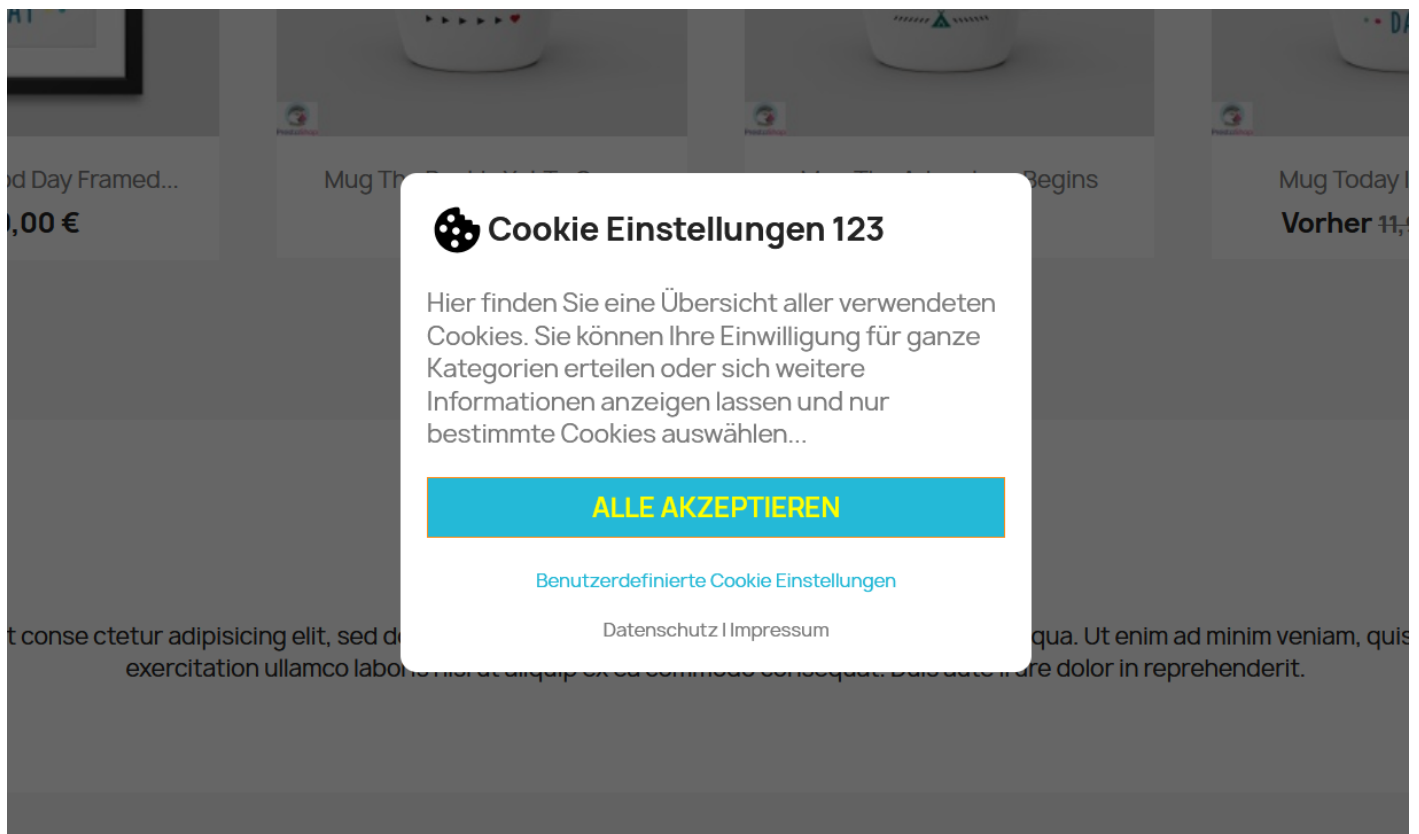 od Day Framed...
Mug Th
Begins
Mug Today I
,00 €
Vorher 11,
Cookie Einstellungen 123
Hier finden Sie eine Übersicht aller verwendeten
Cookies. Sie können Ihre Einwilligung für ganze
Kategorien erteilen oder sich weitere
Informationen anzeigen lassen und nur
bestimmte Cookies auswählen...
ALLE AKZEPTIEREN
Benutzerdefinierte Cookie Einstellungen
Datenschutz | Impressum
t conse ctetur adipisicing elit, sed d
qua. Ut enim ad minim veniam, quis
exercitation ullamco labor
re dolor in reprehenderit.